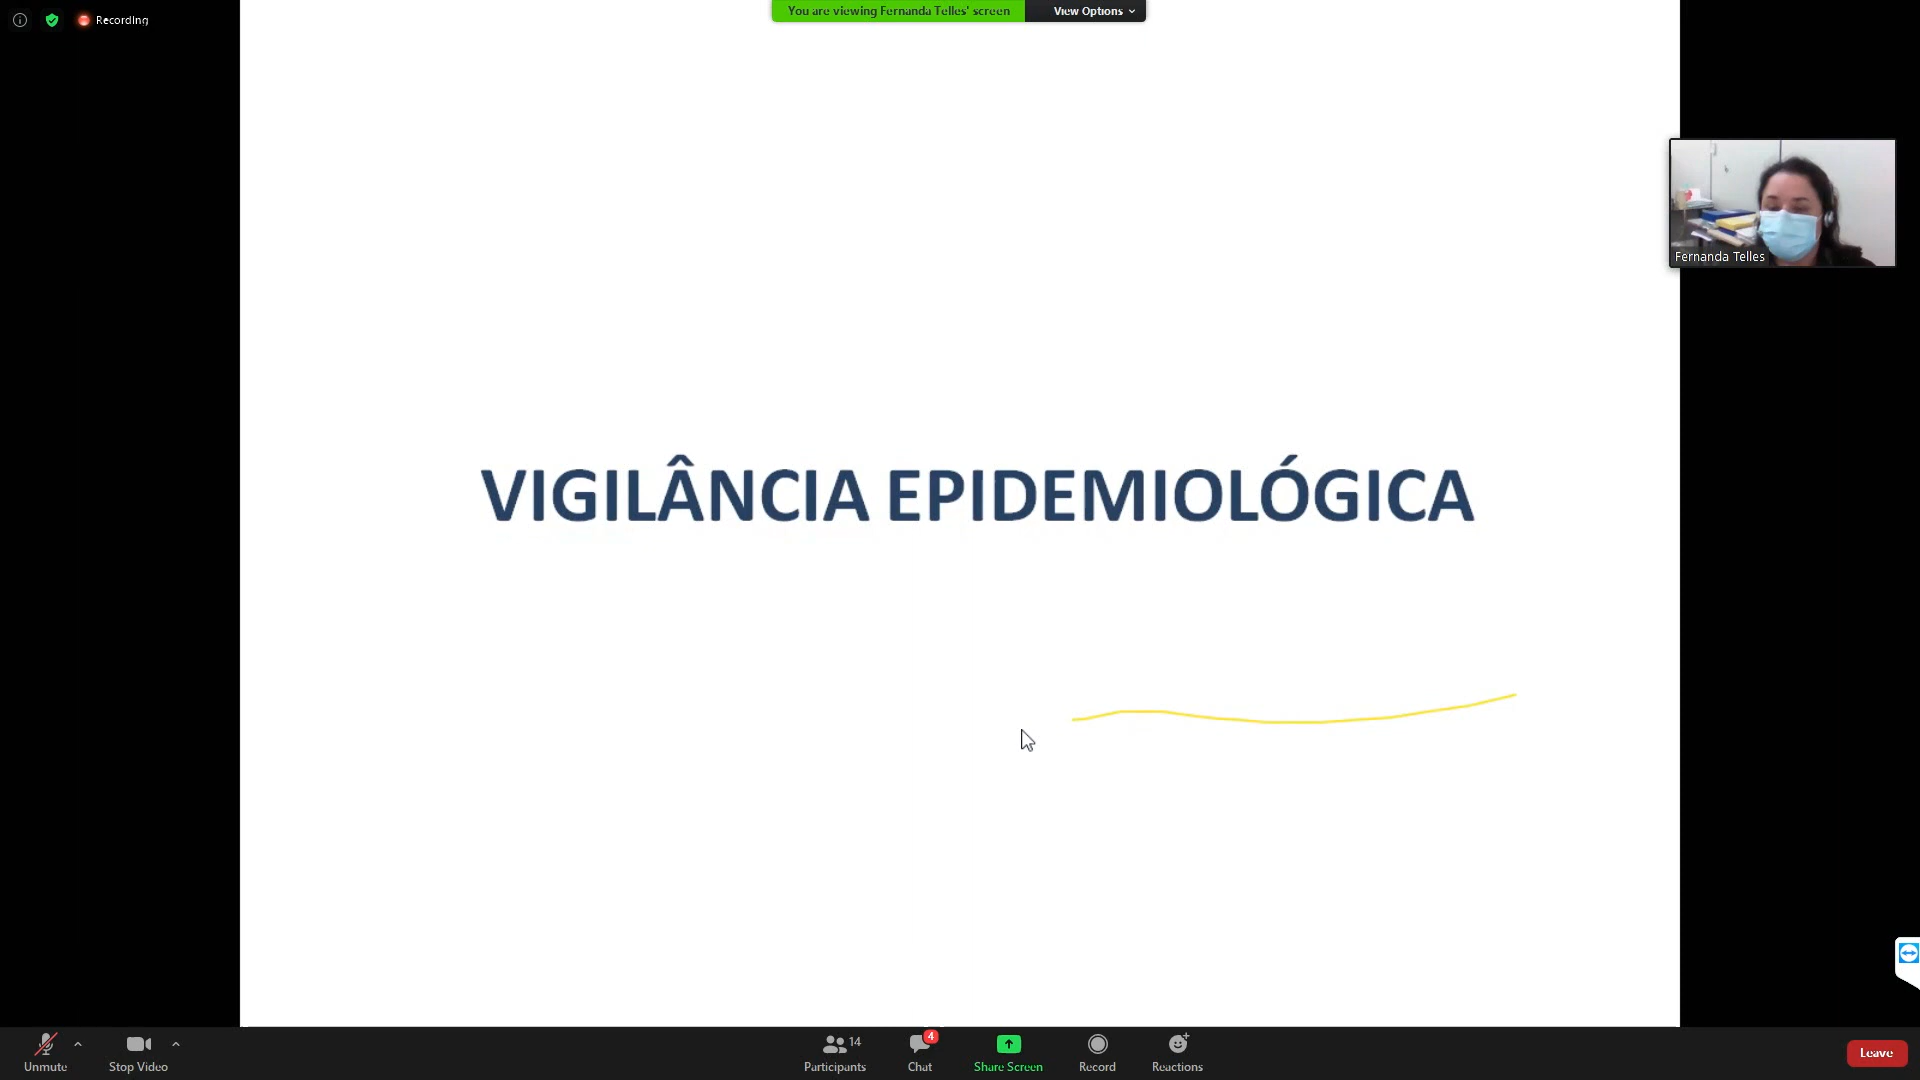 Recording
You are viewing Fernanda Telles' screen
View Options
Fernanda Telles
VIGILÂNCIA EPIDEMIOLÓGICA
Unmute
Stop Video
14
Participants
4
Chat
Share Screen
Record
Reactions
Leave